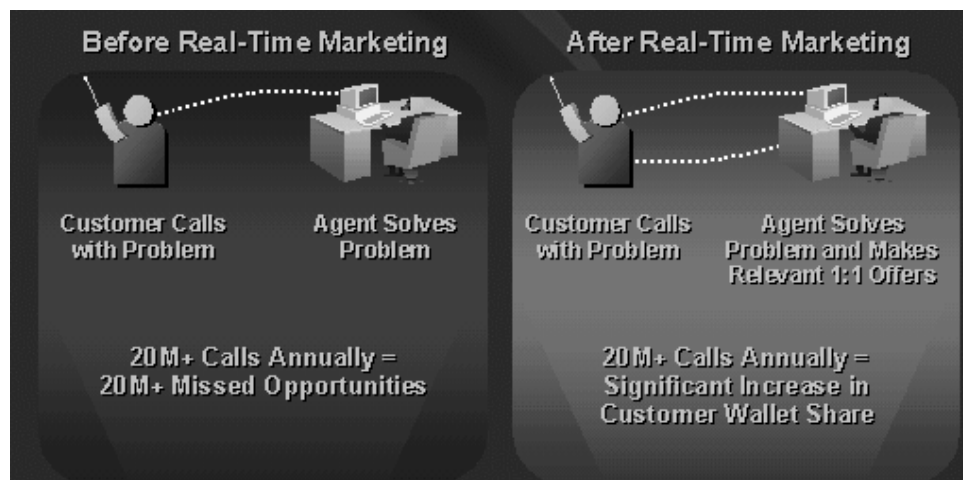 Before Real-Time Marketing
Customer Calls
with Problem
Agent Solves
Problem
20M+ Calls Annually =
20M+ Missed Opportunities
After Real-Time Marketing
Customer Calls
with Problem
Agent Solves
Problem and Makes
Relevant 1:1 Offers
20M+ Calls Annually =
Significant Increase in
Customer Wallet Share